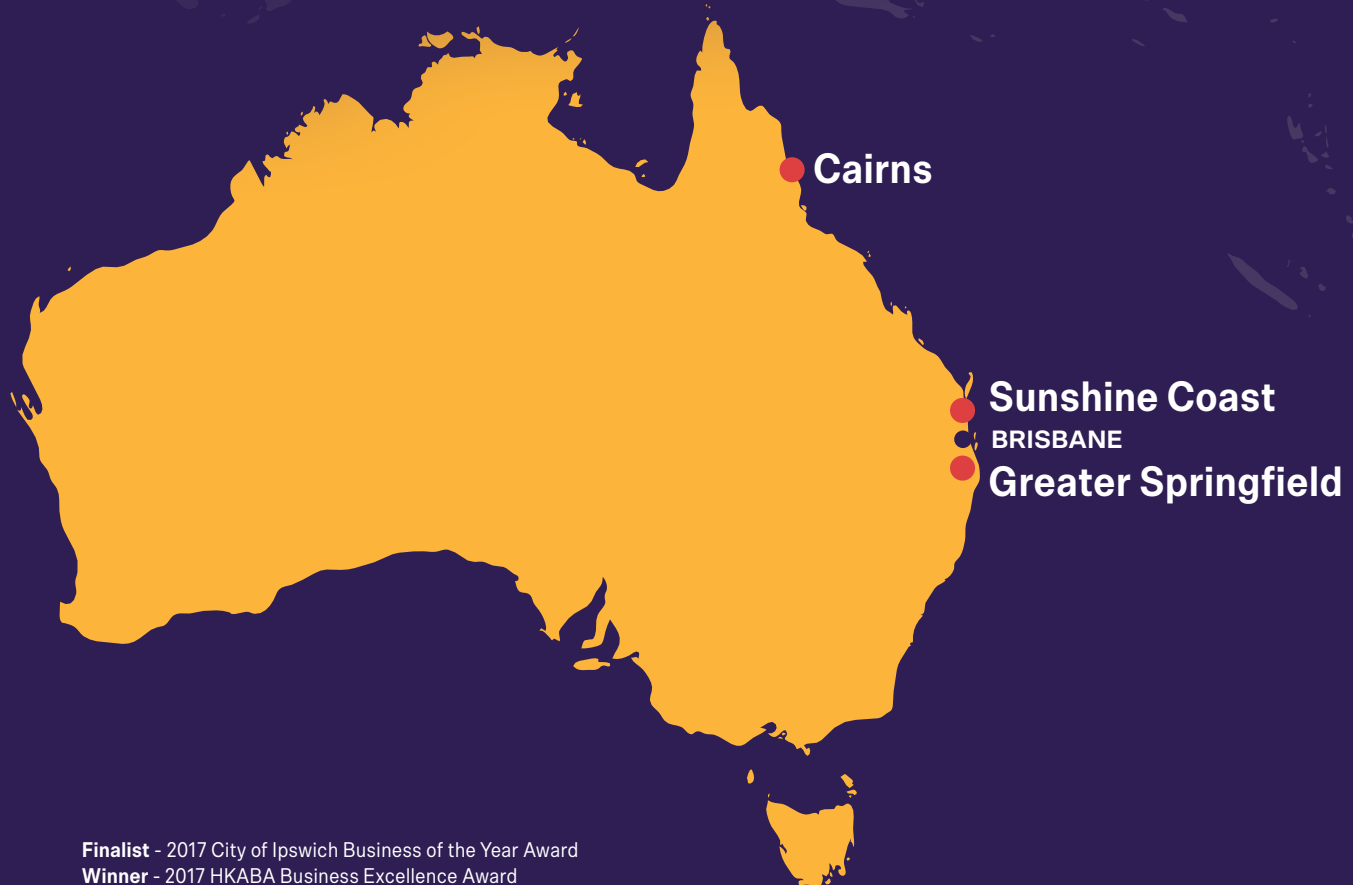 Cairns
Sunshine Coast
BRISBANE
Greater Springfield
Finalist - 2017 City of Ipswich Business of the Year Award
Winner - 2017 HKABA Business Excellence Award